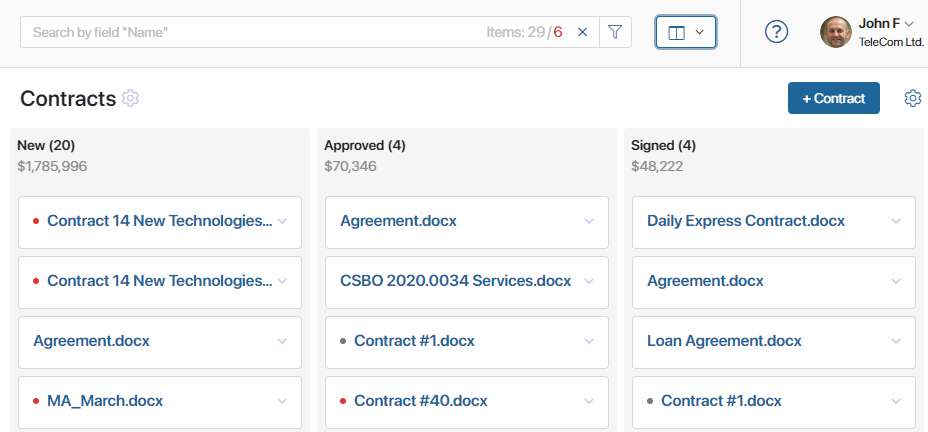 Search by field "Name"
Items: 29/6
John F
TeleCom Ltd.
Contracts
+ Contract
New (20)
$1,785,996
Contract 14 New Technologies...
Contract 14 New Technologies...
Agreement.docx
MA_March.docx
Approved (4)
$70,346
Agreement.docx
CSBO 2020.0034 Services.docx
Contract #1.docx
Contract #40.docx
Signed (4)
$48,222
Daily Express Contract.docx
Agreement.docx
Loan Agreement.docx
Contract #1.docx